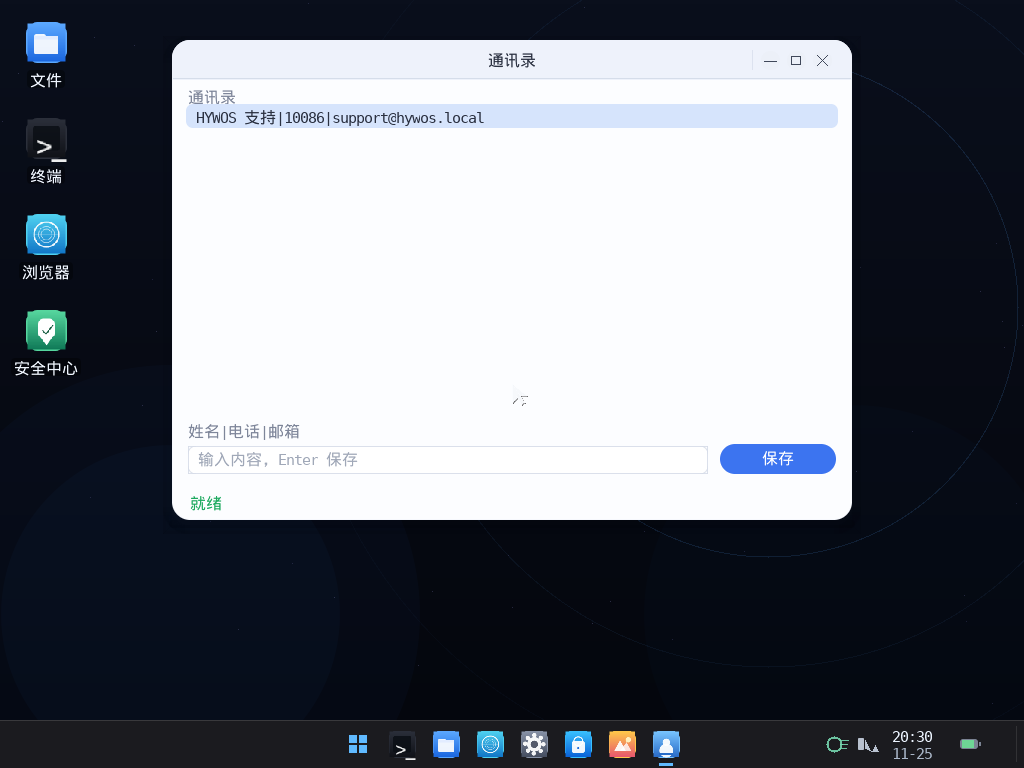 文件
终端
浏览器
安全中心
通讯录
通讯录
HYWOS 支持|10086|support@hywos.local
姓名|电话|邮箱
输入内容, Enter 保存
保存
就绪
20:30
11-25